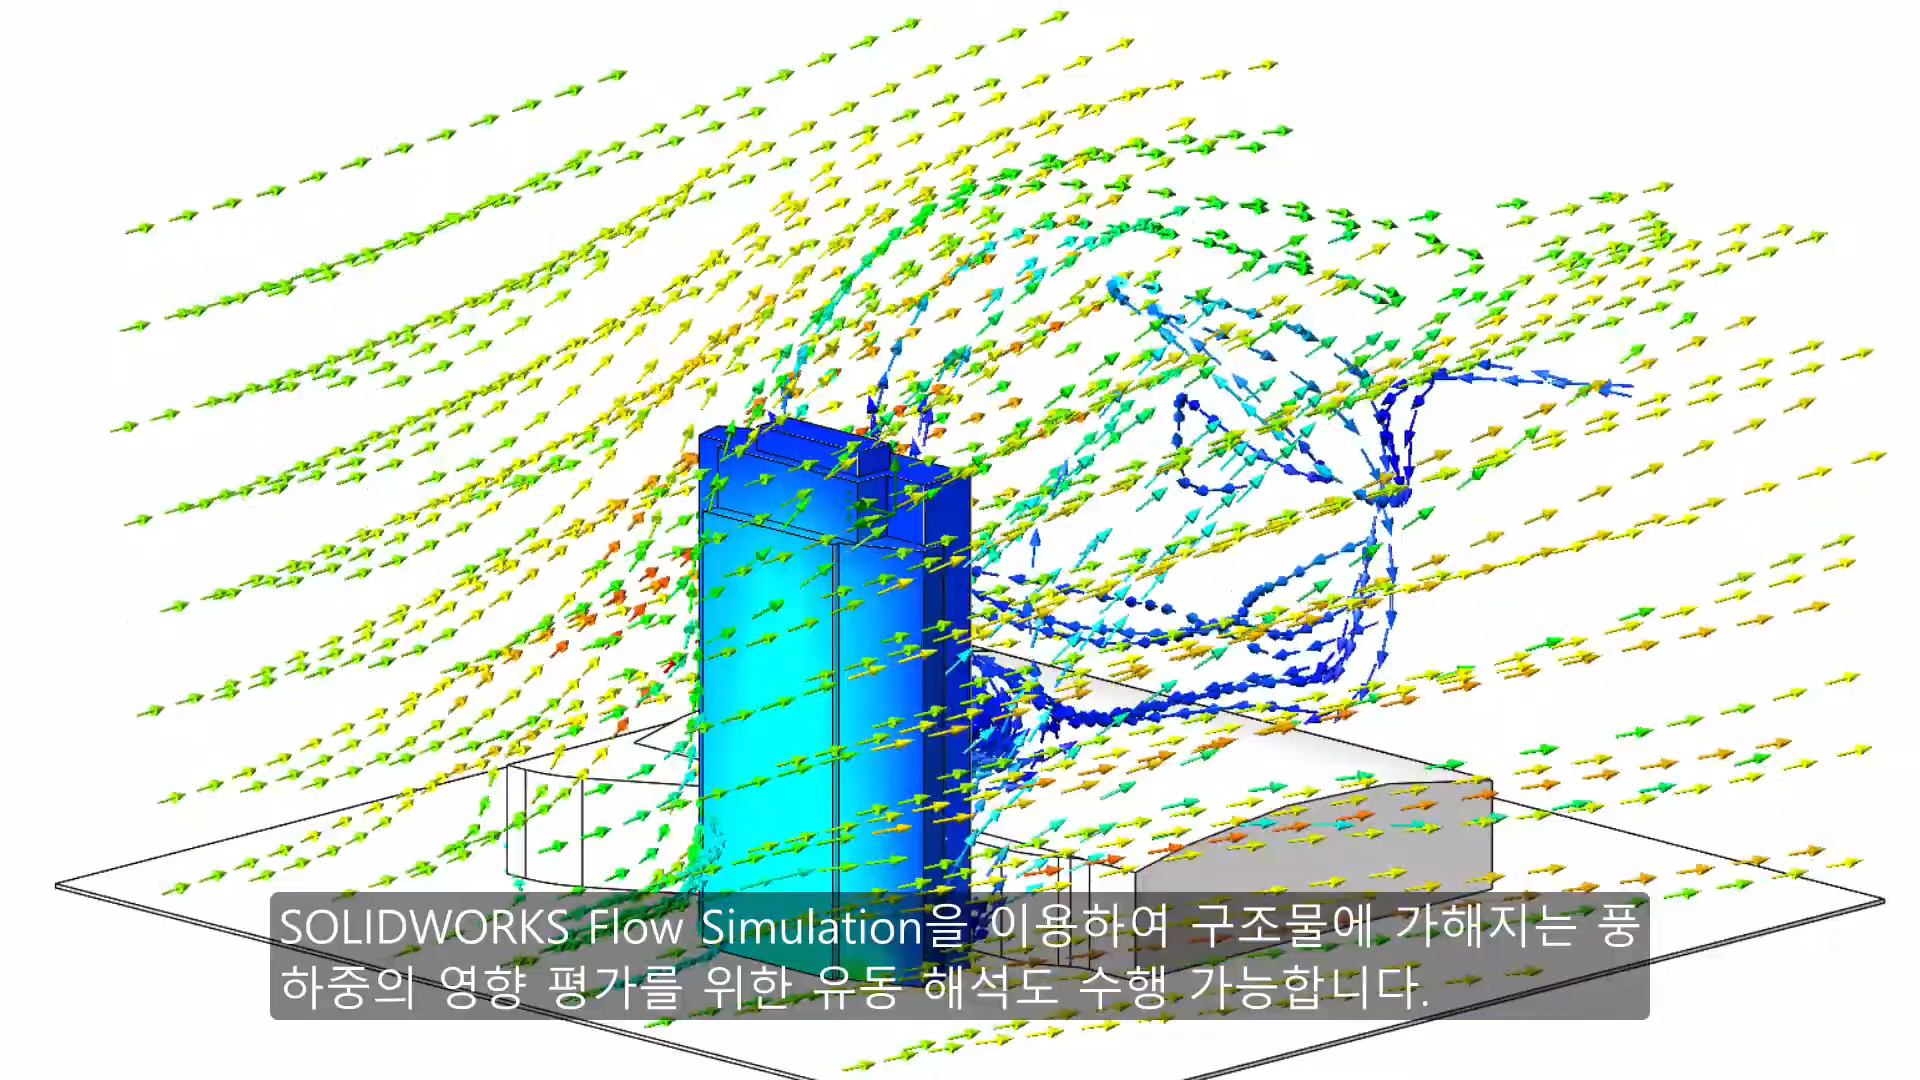 SOLIDWORKS Flow Simulation을 이용하여 구조물에 가해지는 풍
하중의 영향 평가를 위한 유동 해석도 수행 가능합니다.